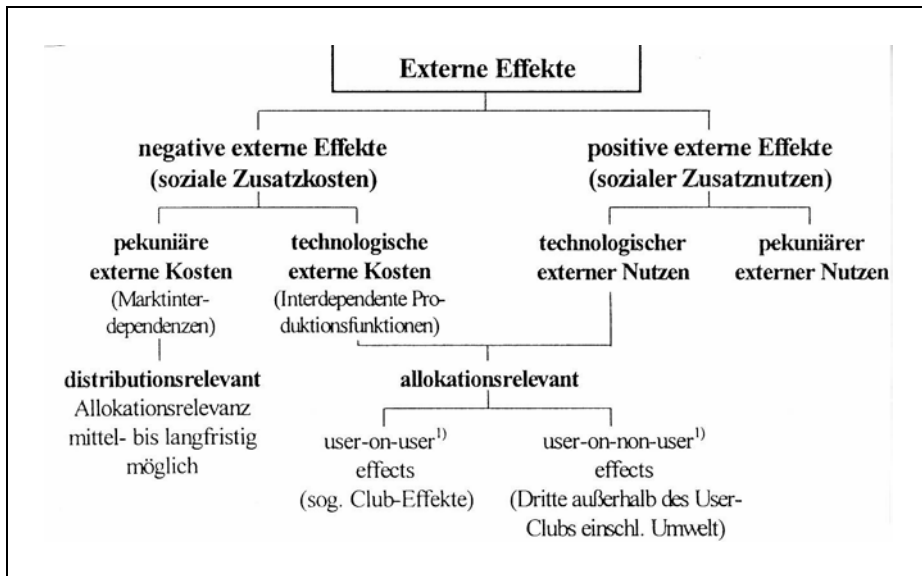 Externe Effekte
negative externe Effekte
(soziale Zusatzkosten)
positive externe Effekte
(sozialer Zusatznutzen)
pekuniäre
externe Kosten
(Marktinter-
dependenzen)
technologische
externe Kosten
(Interdependente Pro-
duktionsfunktionen)
technologischer
externer Nutzen
pekuniärer
externer Nutzen
distributionsrelevant
Allokationsrelevanz
mittel- bis langfristig
möglich
allokationsrelevant
user-on-user1)
effects
(sog. Club-Effekte)
user-on-non-user1)
effects
(Dritte außerhalb des User-
Clubs einschl. Umwelt)